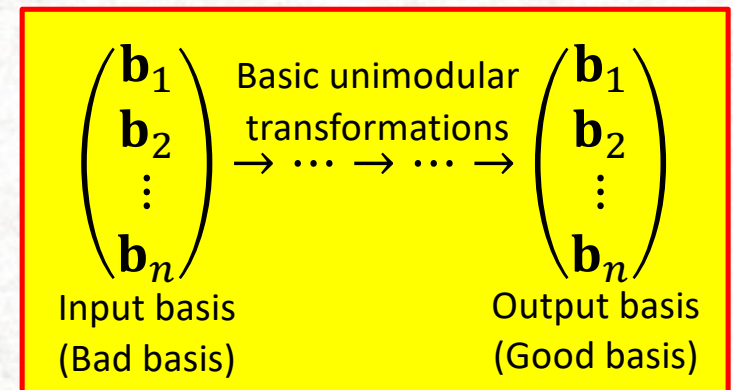 b₁ Basic unimodular b₁
b₂ transformations b₂
⋮ → ⋯ → ⋯ → ⋮
bₙ bₙ
Input basis Output basis
(Bad basis) (Good basis)